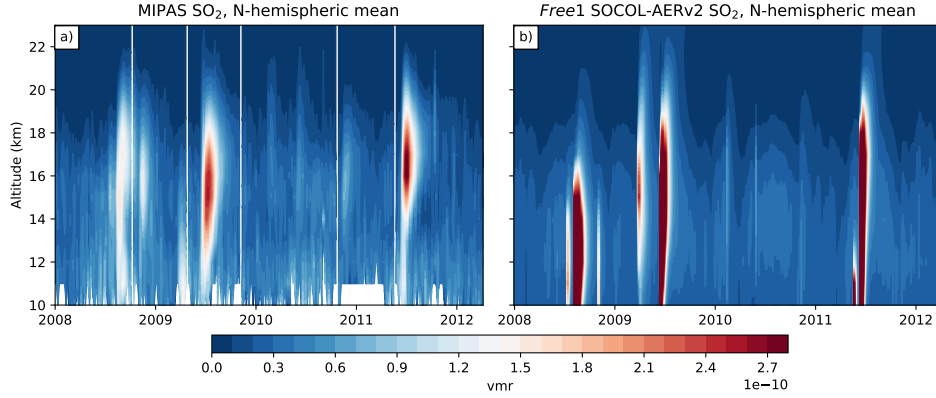 MIPAS SO₂, N-hemispheric mean
Free1 SOCOL-AERv2 SO₂, N-hemispheric mean
a)
b)
Altitude (km)
22
20
18
16
14
12
10
2008 2009 2010 2011 2012
2008 2009 2010 2011 2012
0.0 0.3 0.6 0.9 1.2 1.5 1.8 2.1 2.4 2.7
1e−10
vmr